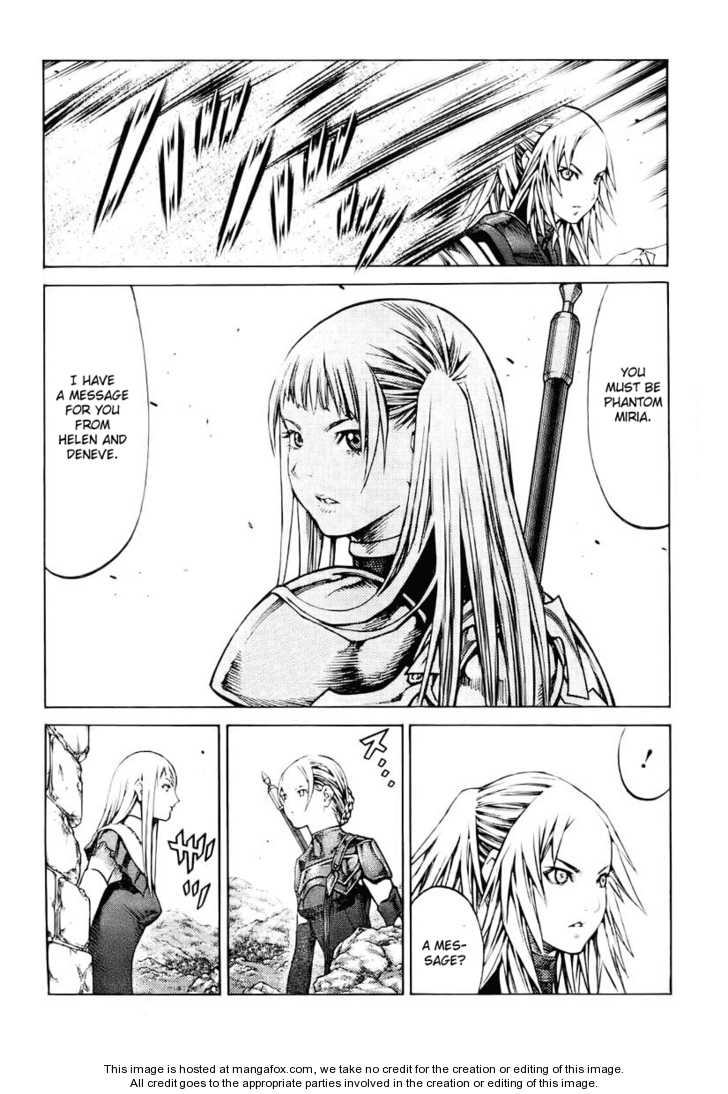 YOU
MUST BE
PHANTOM
MIRIA.
I HAVE
A MESSAGE
FOR YOU
FROM
HELEN AND
DENEVE.
!
A MES-
SAGE?
ス…
This image is hosted at mangafox.com, we take no credit for the creation or editing of this image.
All credit goes to the appropriate parties involved in the creation or editing of this image.